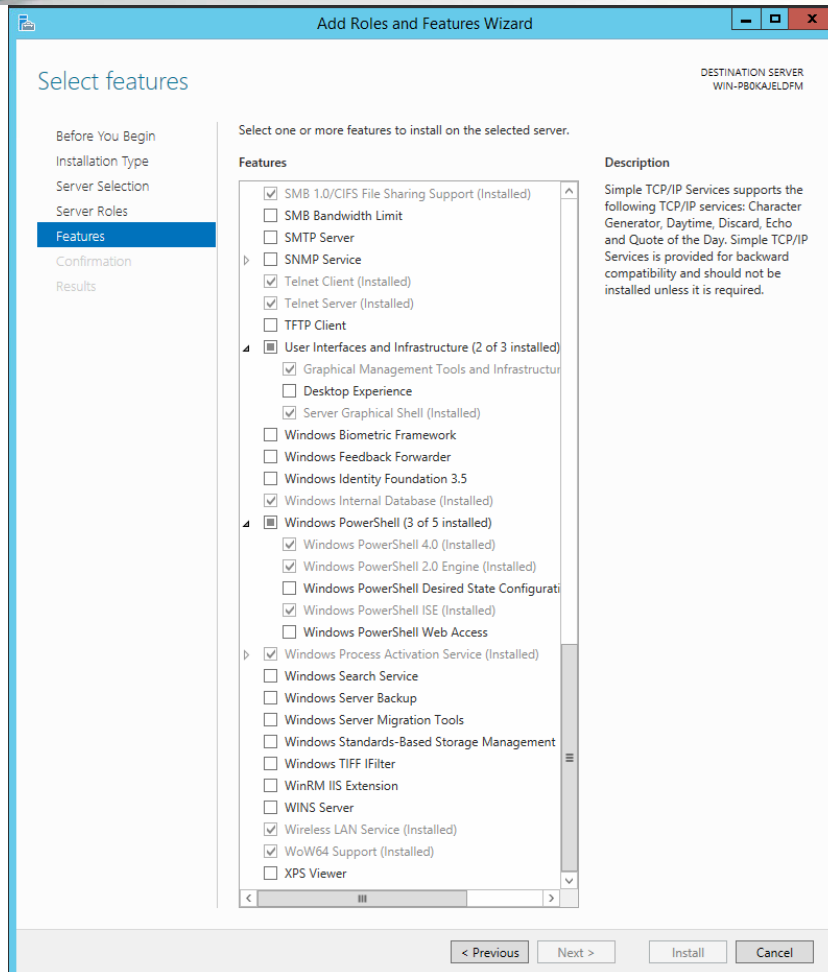 Add Roles and Features Wizard
Select features
DESTINATION SERVER
WIN-PB0KAJELDFM
Before You Begin
Installation Type
Server Selection
Server Roles
Features
Confirmation
Results
Select one or more features to install on the selected server.
Features
SMB 1.0/CIFS File Sharing Support (Installed)
SMB Bandwidth Limit
SMTP Server
SNMP Service
Telnet Client (Installed)
Telnet Server (Installed)
TFTP Client
User Interfaces and Infrastructure (2 of 3 installed)
Graphical Management Tools and Infrastructur
Desktop Experience
Server Graphical Shell (Installed)
Windows Biometric Framework
Windows Feedback Forwarder
Windows Identity Foundation 3.5
Windows Internal Database (Installed)
Windows PowerShell (3 of 5 installed)
Windows PowerShell 4.0 (Installed)
Windows PowerShell 2.0 Engine (Installed)
Windows PowerShell Desired State Configurati
Windows PowerShell ISE (Installed)
Windows PowerShell Web Access
Windows Process Activation Service (Installed)
Windows Search Service
Windows Server Backup
Windows Server Migration Tools
Windows Standards-Based Storage Management
Windows TIFF IFilter
WinRM IIS Extension
WINS Server
Wireless LAN Service (Installed)
WoW64 Support (Installed)
XPS Viewer
Description
Simple TCP/IP Services supports the
following TCP/IP services: Character
Generator, Daytime, Discard, Echo
and Quote of the Day. Simple TCP/IP
Services is provided for backward
compatibility and should not be
installed unless it is required.
< Previous
Next >
Install
Cancel